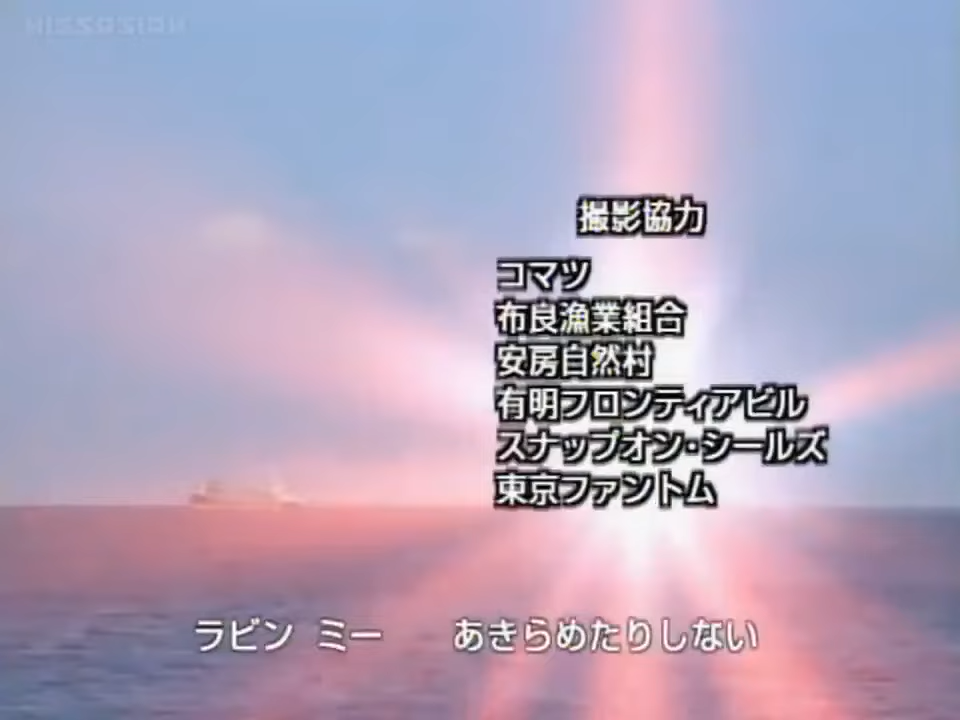 撮影協力
コマツ
布良漁業組合
安房自然村
有明フロンティアビル
スナップオン・シールズ
東京ファントム
ラビン ミー　　あきらめたりしない